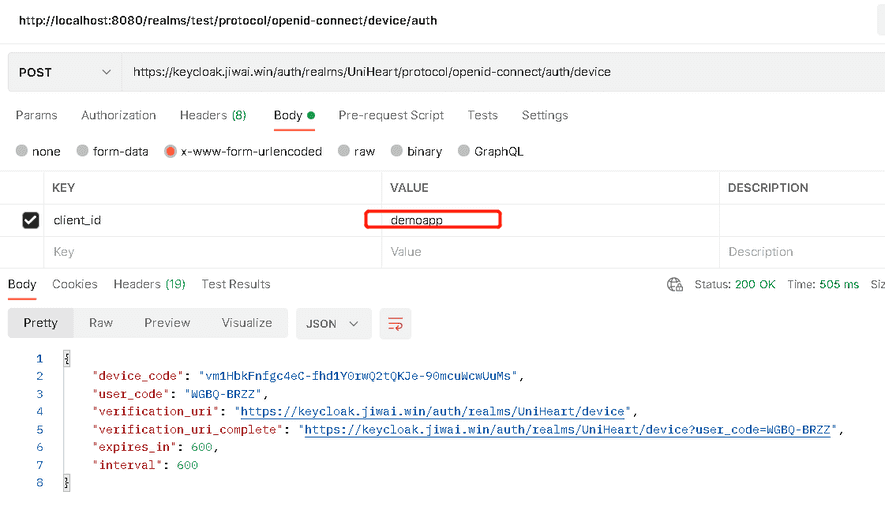 http://localhost:8080/realms/test/protocol/openid-connect/device/auth
POST https://keycloak.jiwai.win/auth/realms/UniHeart/protocol/openid-connect/auth/device
Params Authorization Headers (8) Body Pre-request Script Tests Settings
none form-data x-www-form-urlencoded raw binary GraphQL
KEY VALUE DESCRIPTION
client_id demoapp
Key Value Description
Body Cookies Headers (19) Test Results Status: 200 OK Time: 505 ms Siz
Pretty Raw Preview Visualize JSON
1 {
2 "device_code": "vm1HbkFnfgc4eC-fhd1Y0rwQ2tQKJe-90mcuWcwUuMs",
3 "user_code": "WGBQ-BRZZ",
4 "verification_uri": "https://keycloak.jiwai.win/auth/realms/UniHeart/device",
5 "verification_uri_complete": "https://keycloak.jiwai.win/auth/realms/UniHeart/device?user_code=WGBQ-BRZZ",
6 "expires_in": 600,
7 "interval": 600
8 }